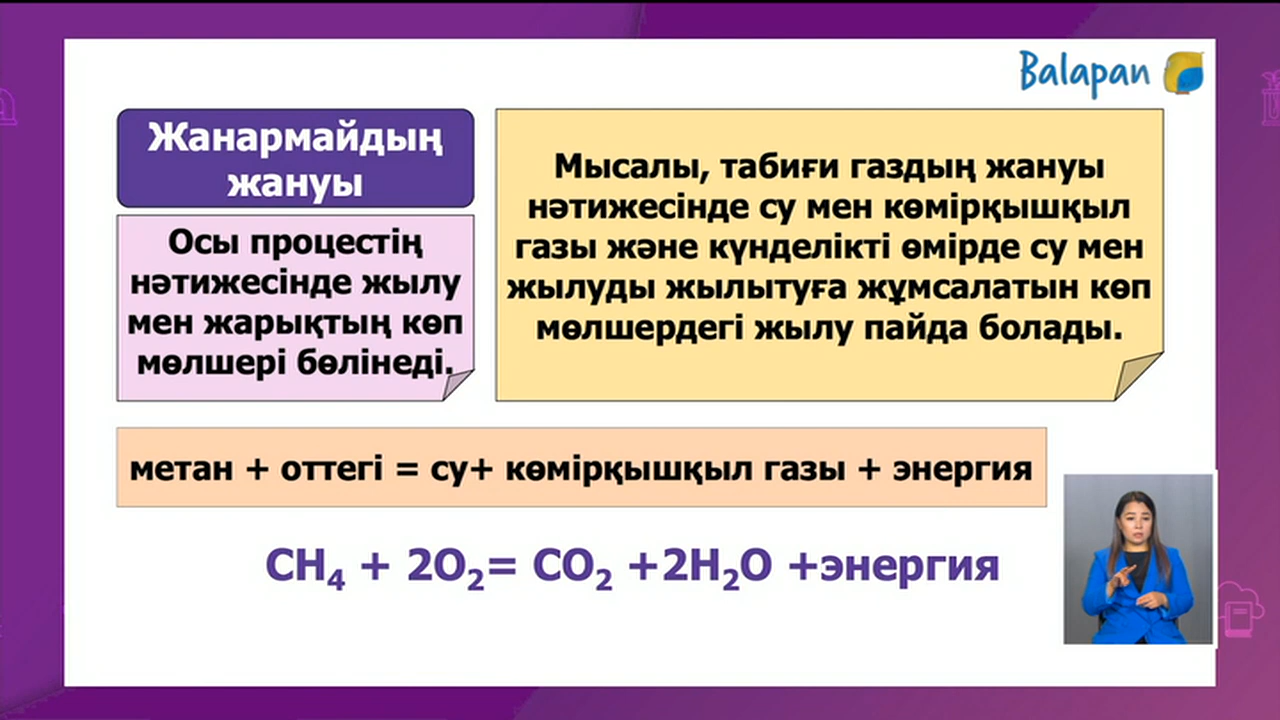 Balapan
Жанармайдың
жануы
Осы процестің
нәтижесінде жылу
мен жарықтың көп
мөлшері бөлінеді.
Мысалы, табиғи газдың жануы
нәтижесінде су мен көмірқышқыл
газы және күнделікті өмірде су мен
жылуды жылытуға жұмсалатын көп
мөлшердегі жылу пайда болады.
метан + оттегі = су+ көмірқышқыл газы + энергия
CH₄ + 2O₂= CO₂ +2H₂O +энергия